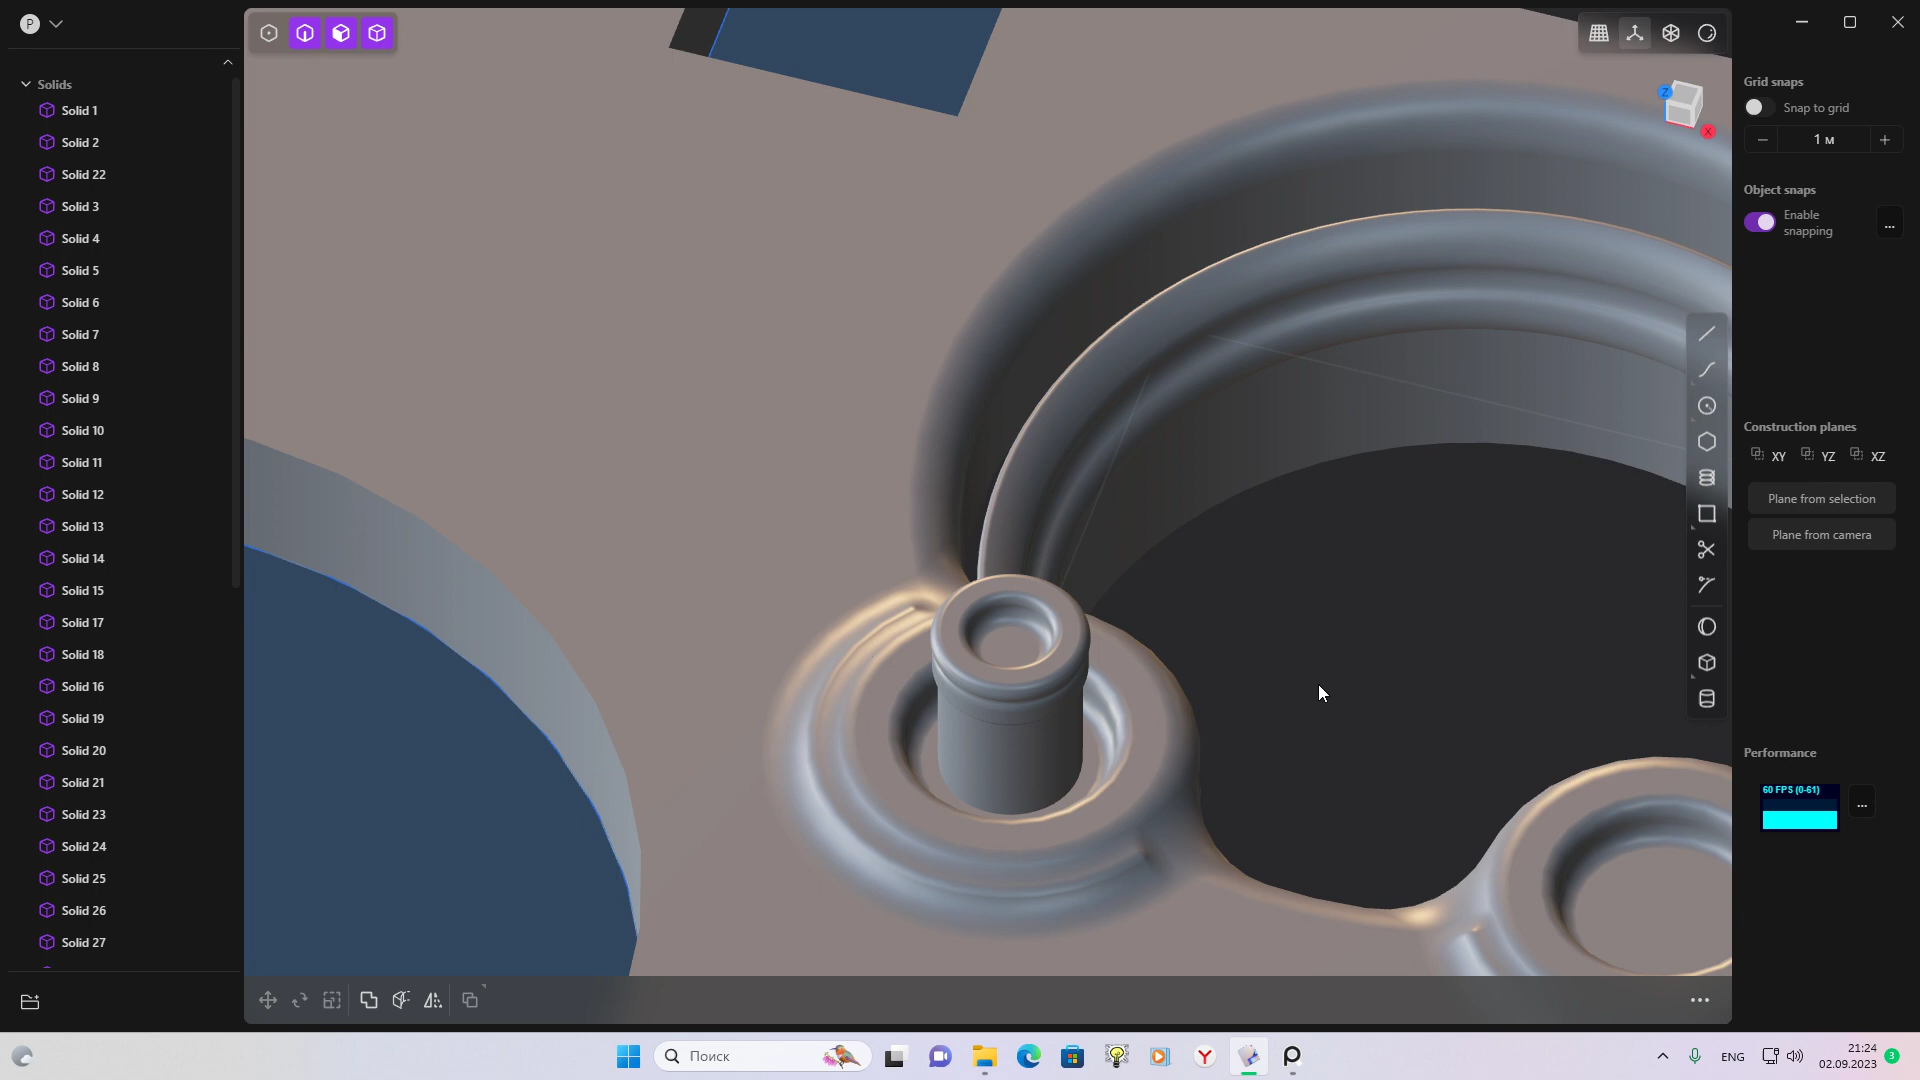 P
Solids
Solid 1
Solid 2
Solid 22
Solid 3
Solid 4
Solid 5
Solid 6
Solid 7
Solid 8
Solid 9
Solid 10
Solid 11
Solid 12
Solid 13
Solid 14
Solid 15
Solid 17
Solid 18
Solid 16
Solid 19
Solid 20
Solid 21
Solid 23
Solid 24
Solid 25
Solid 26
Solid 27
Z
X
Grid snaps
Snap to grid
1 м
Object snaps
Enable
snapping
...
Construction planes
XY YZ XZ
Plane from selection
Plane from camera
Performance
60 FPS (0-61)
...
Поиск
ENG
21:24
02.09.2023
3